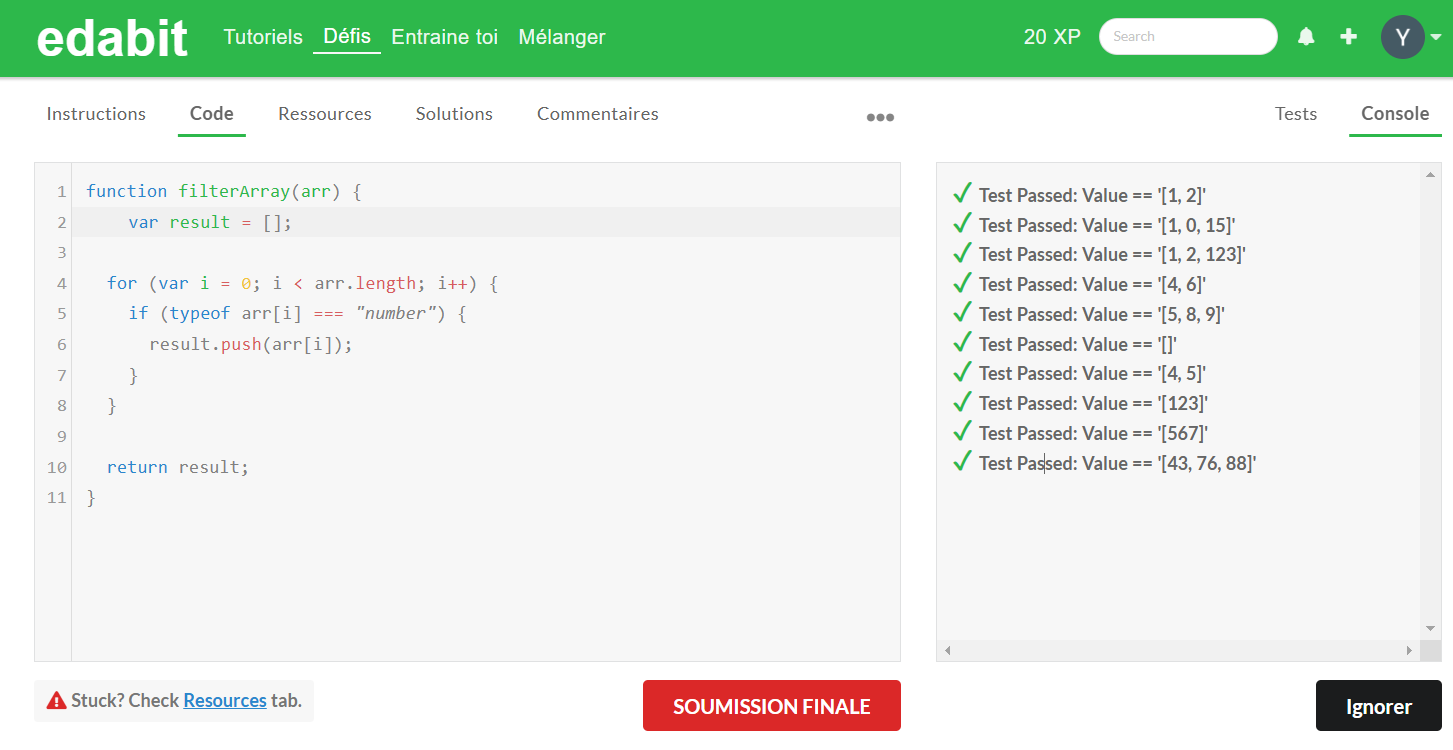 edabit Tutoriels Défis Entraine toi Mélanger 20 XP Search Y
Instructions Code Ressources Solutions Commentaires ••• Tests Console
1 function filterArray(arr) {
2 var result = [];
3
4 for (var i = 0; i < arr.length; i++) {
5 if (typeof arr[i] === "number") {
6 result.push(arr[i]);
7 }
8 }
9
10 return result;
11 }
✓ Test Passed: Value == '[1, 2]'
✓ Test Passed: Value == '[1, 0, 15]'
✓ Test Passed: Value == '[1, 2, 123]'
✓ Test Passed: Value == '[4, 6]'
✓ Test Passed: Value == '[5, 8, 9]'
✓ Test Passed: Value == '[]'
✓ Test Passed: Value == '[4, 5]'
✓ Test Passed: Value == '[123]'
✓ Test Passed: Value == '[567]'
✓ Test Passed: Value == '[43, 76, 88]'
Stuck? Check Resources tab.
SOUMISSION FINALE
Ignorer